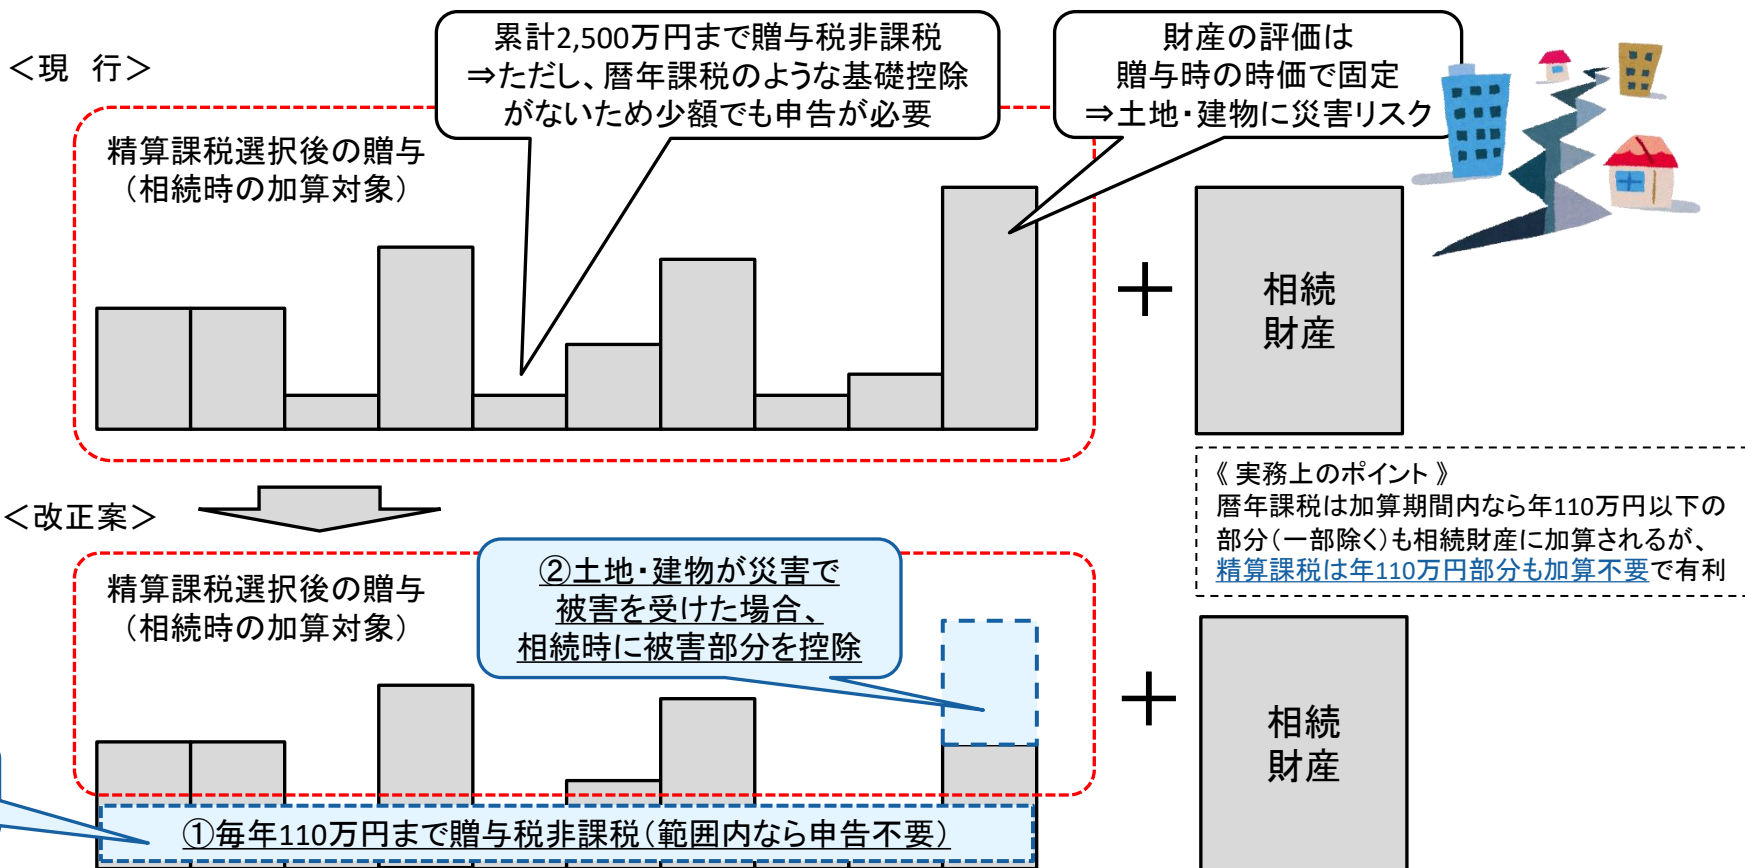 ＜現　行＞
累計2,500万円まで贈与税非課税
⇒ただし、暦年課税のような基礎控除
がないため少額でも申告が必要
財産の評価は
贈与時の時価で固定
⇒土地・建物に災害リスク
精算課税選択後の贈与
（相続時の加算対象）
＋
相続
財産
《 実務上のポイント 》
暦年課税は加算期間内なら年110万円以下の
部分（一部除く）も相続財産に加算されるが、
精算課税は年110万円部分も加算不要で有利
＜改正案＞
精算課税選択後の贈与
（相続時の加算対象）
②土地・建物が災害で
被害を受けた場合、
相続時に被害部分を控除
＋
相続
財産
①毎年110万円まで贈与税非課税（範囲内なら申告不要）